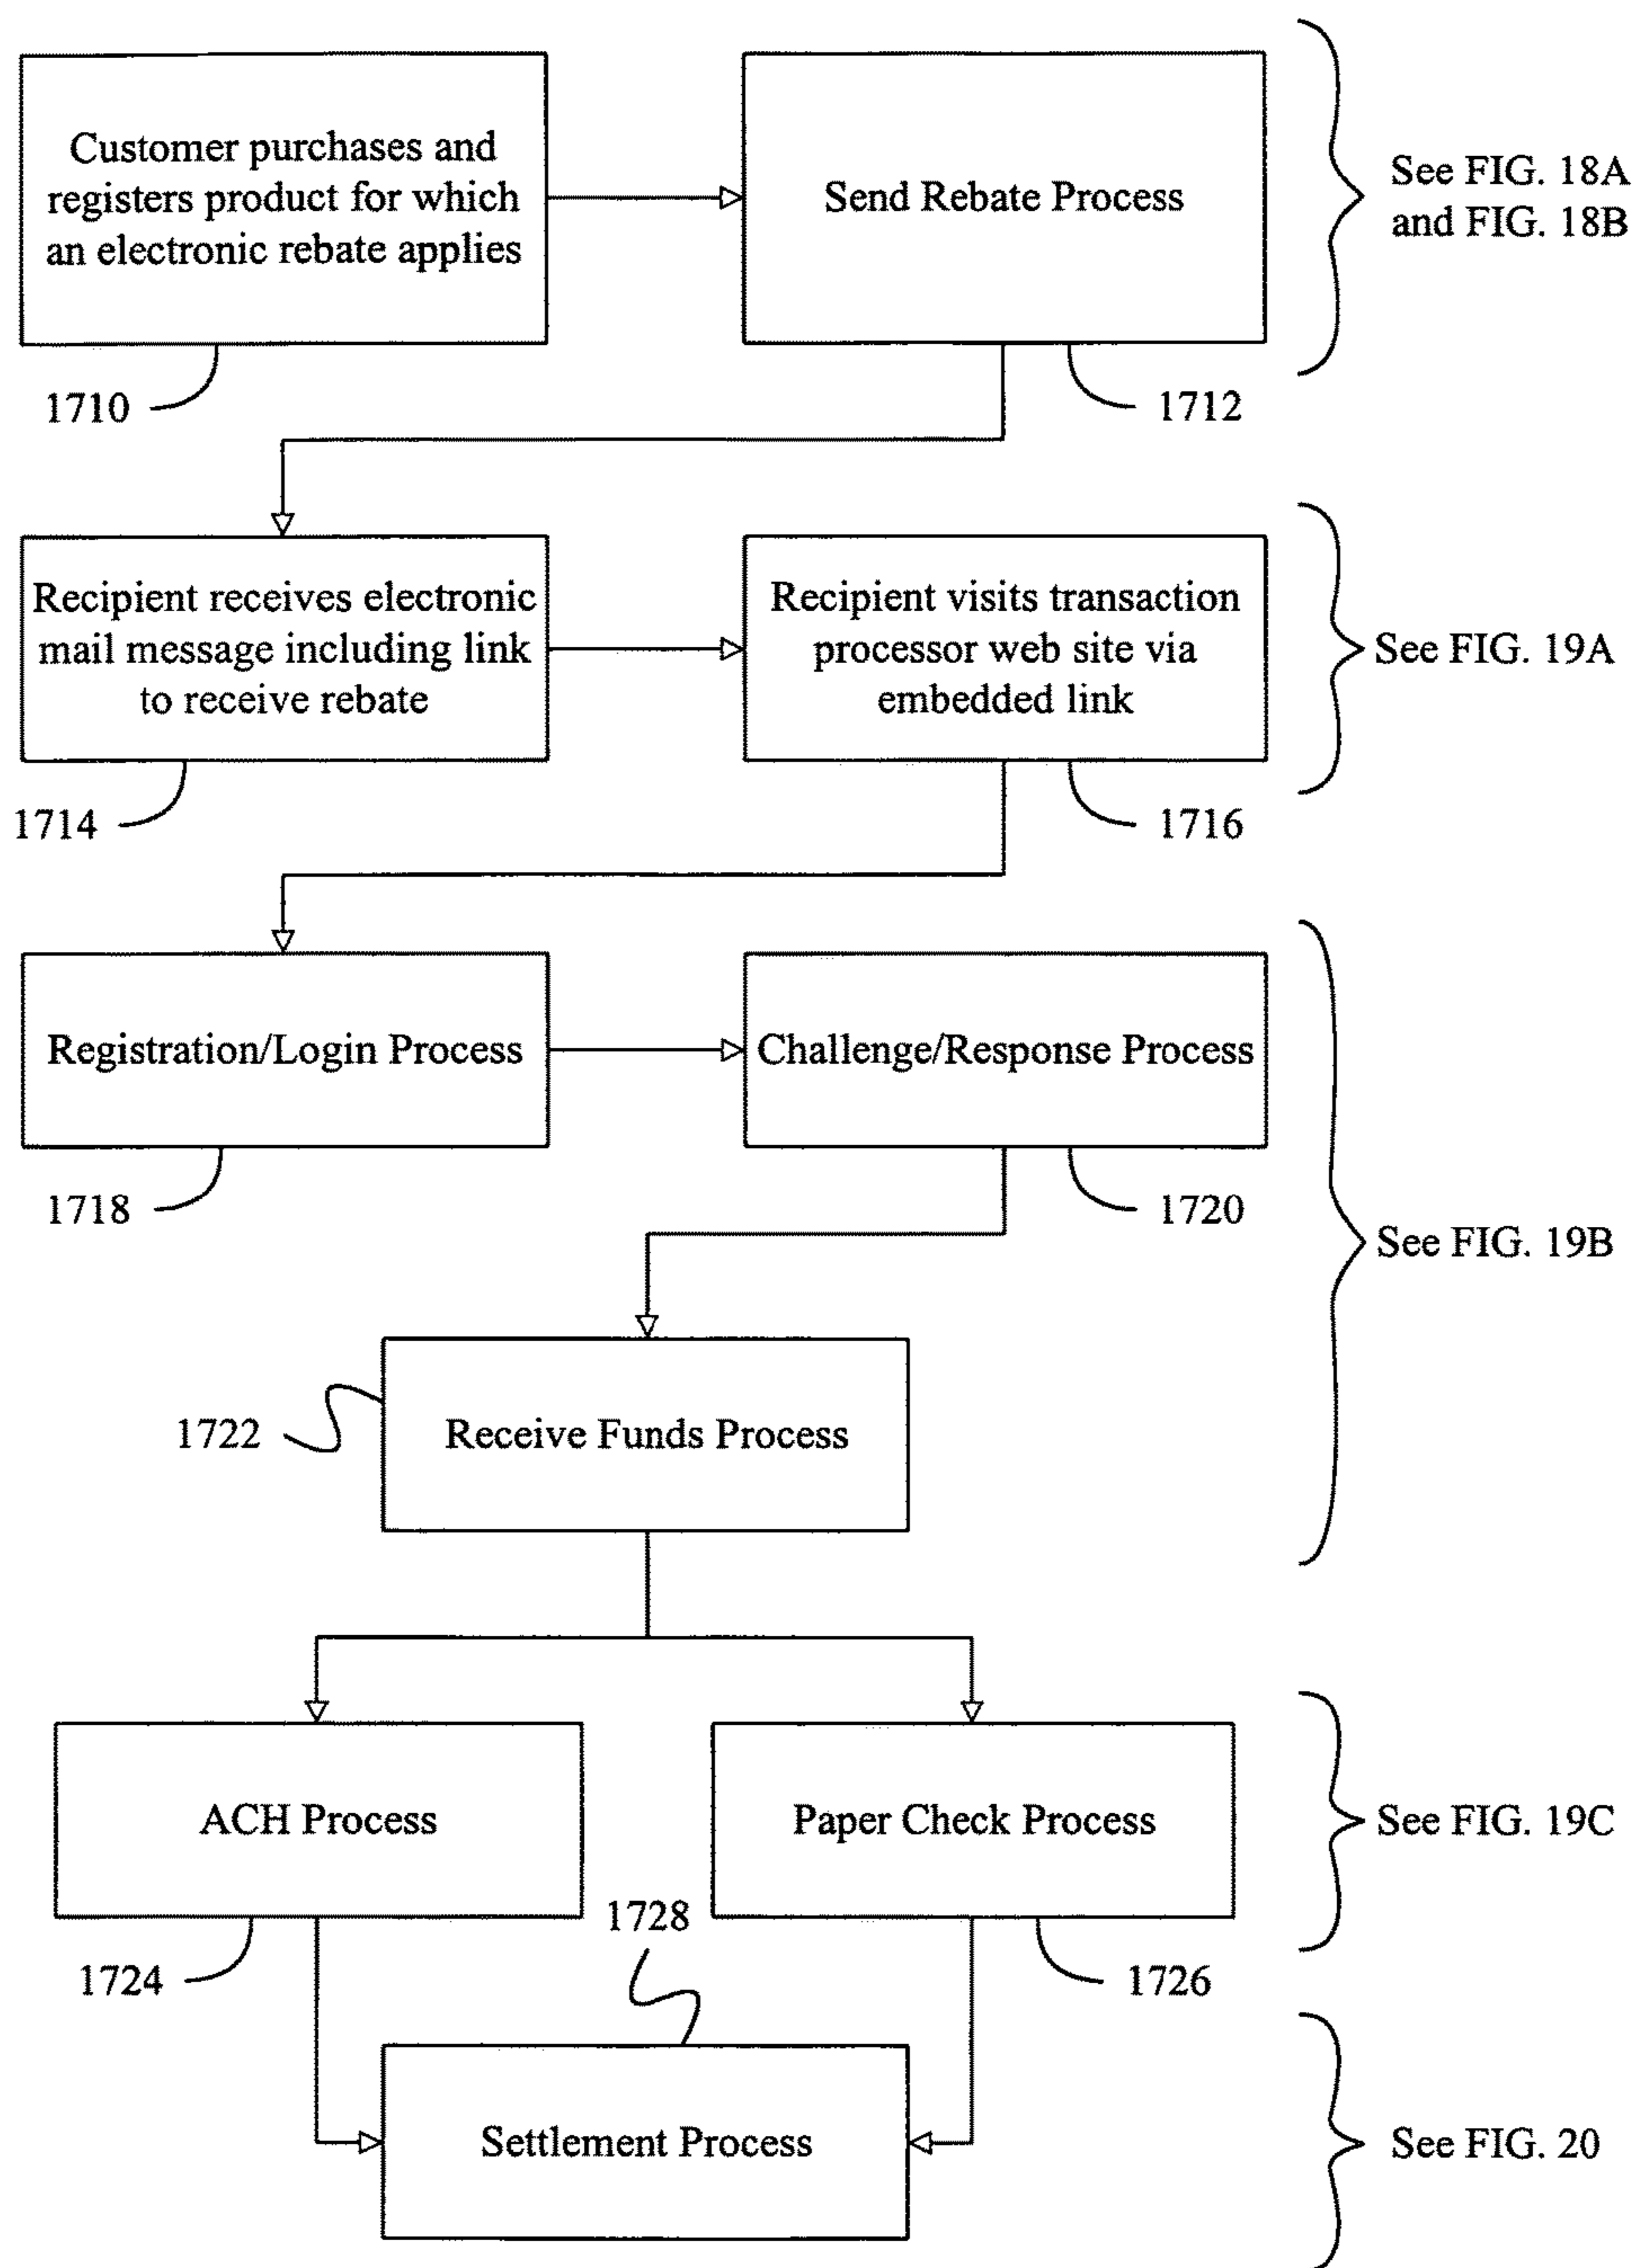 Customer purchases and
registers product for which
an electronic rebate applies
Send Rebate Process
See FIG. 18A
and FIG. 18B
1710
1712
Recipient receives electronic
mail message including link
to receive rebate
Recipient visits transaction
processor web site via
embedded link
See FIG. 19A
1714
1716
Registration/Login Process
Challenge/Response Process
1718
1720
See FIG. 19B
1722
Receive Funds Process
ACH Process
Paper Check Process
See FIG. 19C
1728
1724
1726
Settlement Process
See FIG. 20